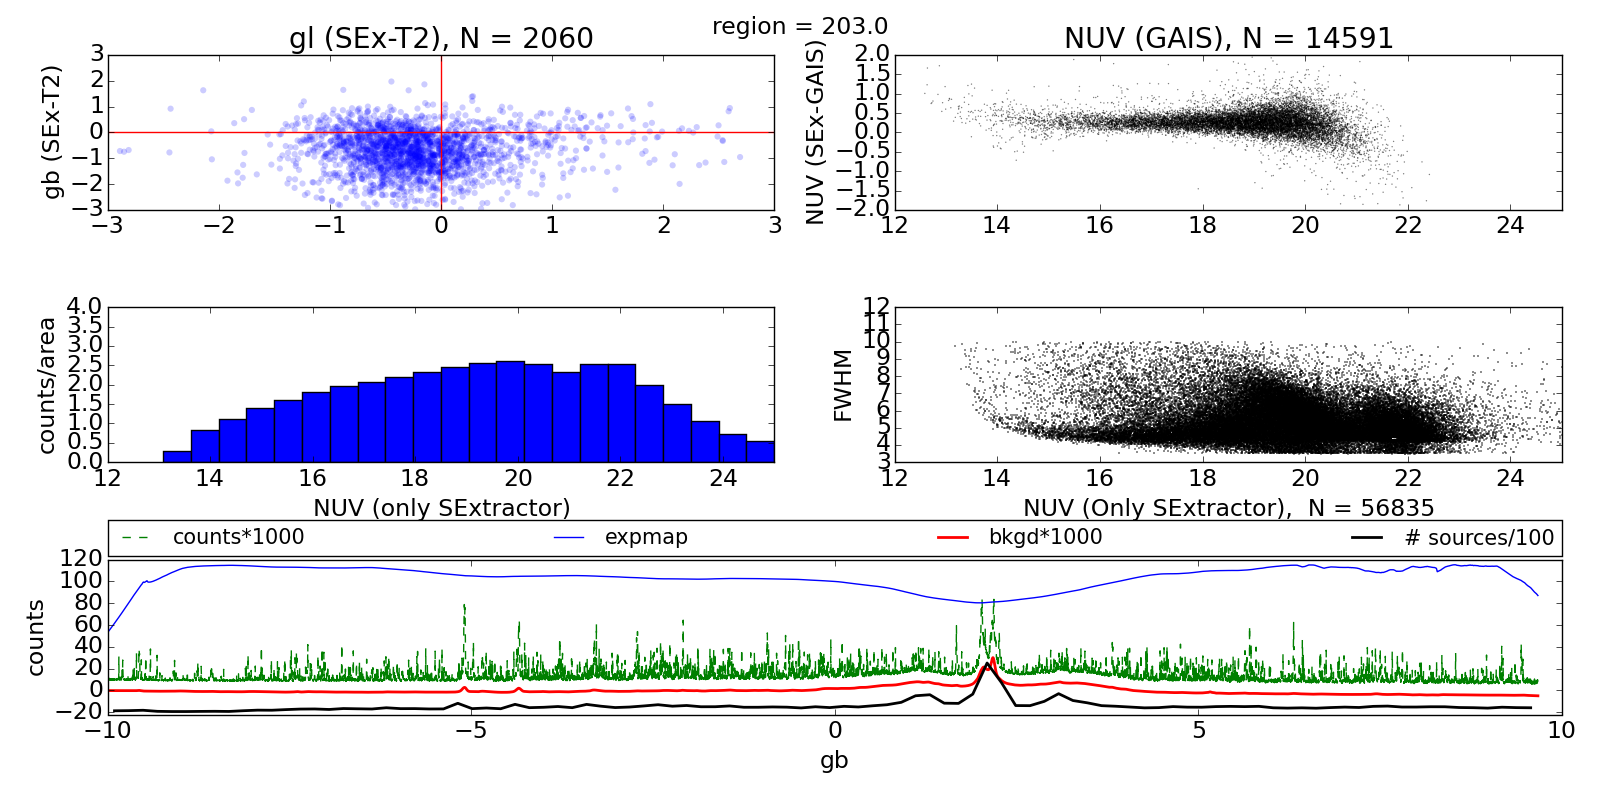 region = 203.0
gl (SEx-T2), N = 2060
gb (SEx-T2)
3
2
1
0
−1
−2
−3
−3 −2 −1 0 1 2 3
NUV (GAIS), N = 14591
NUV (SEx-GAIS)
2.0
1.5
1.0
0.5
0.0
−0.5
−1.0
−1.5
−2.0
12 14 16 18 20 22 24
counts/area
4.0
3.5
3.0
2.5
2.0
1.5
1.0
0.5
0.0
12 14 16 18 20 22 24
NUV (only SExtractor)
FWHM
12
11
10
9
8
7
6
5
4
3
12 14 16 18 20 22 24
NUV (Only SExtractor), N = 56835
counts*1000 expmap bkgd*1000 # sources/100
counts
120
100
80
60
40
20
0
−20
−10 −5 0 5 10
gb